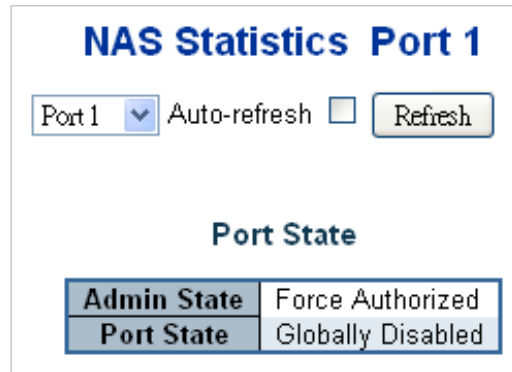 NAS Statistics Port 1
Port 1 Auto-refresh Refresh
Port State
Admin State Force Authorized
Port State Globally Disabled